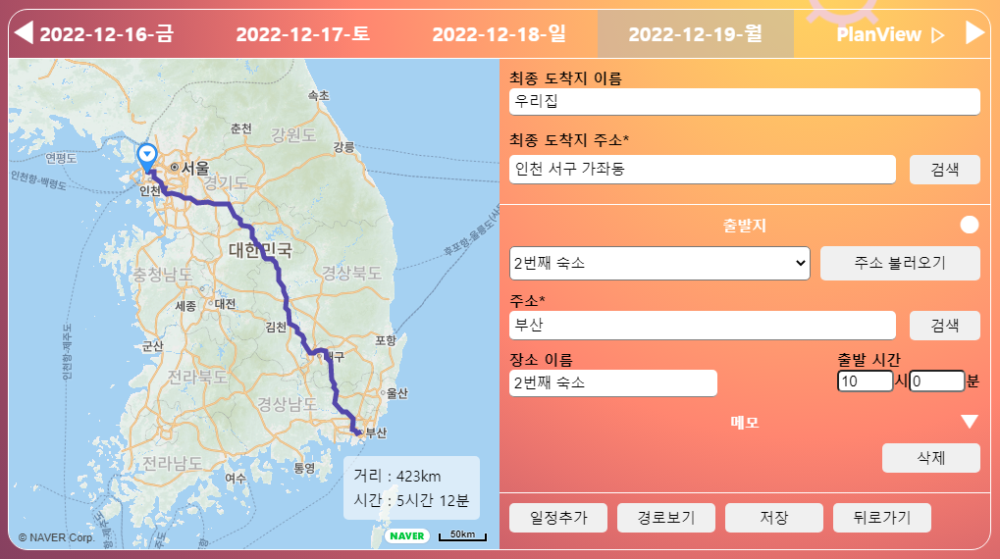 2022-12-16-금 2022-12-17-토 2022-12-18-일 2022-12-19-월 PlanView
속초
춘천
강원도
강릉
연평도
서울
인천항-백령도
경기도
인천
후포항-울릉도(사
대한민국
충청남도
경상북도
세종
대전
김천
인천항-제주도
군산
포항
대구
전라북도
경상남도
울산
부산
전라남도
통영
여수
제주도
제주도
거리 : 423km
시간 : 5시간 12분
© NAVER Corp.
NAVER
50km
최종 도착지 이름
우리집
최종 도착지 주소*
인천 서구 가좌동 검색
출발지
2번째 숙소 주소 불러오기
주소*
부산 검색
장소 이름 출발 시간
2번째 숙소 10 시 0 분
메모
삭제
일정추가 경로보기 저장 뒤로가기